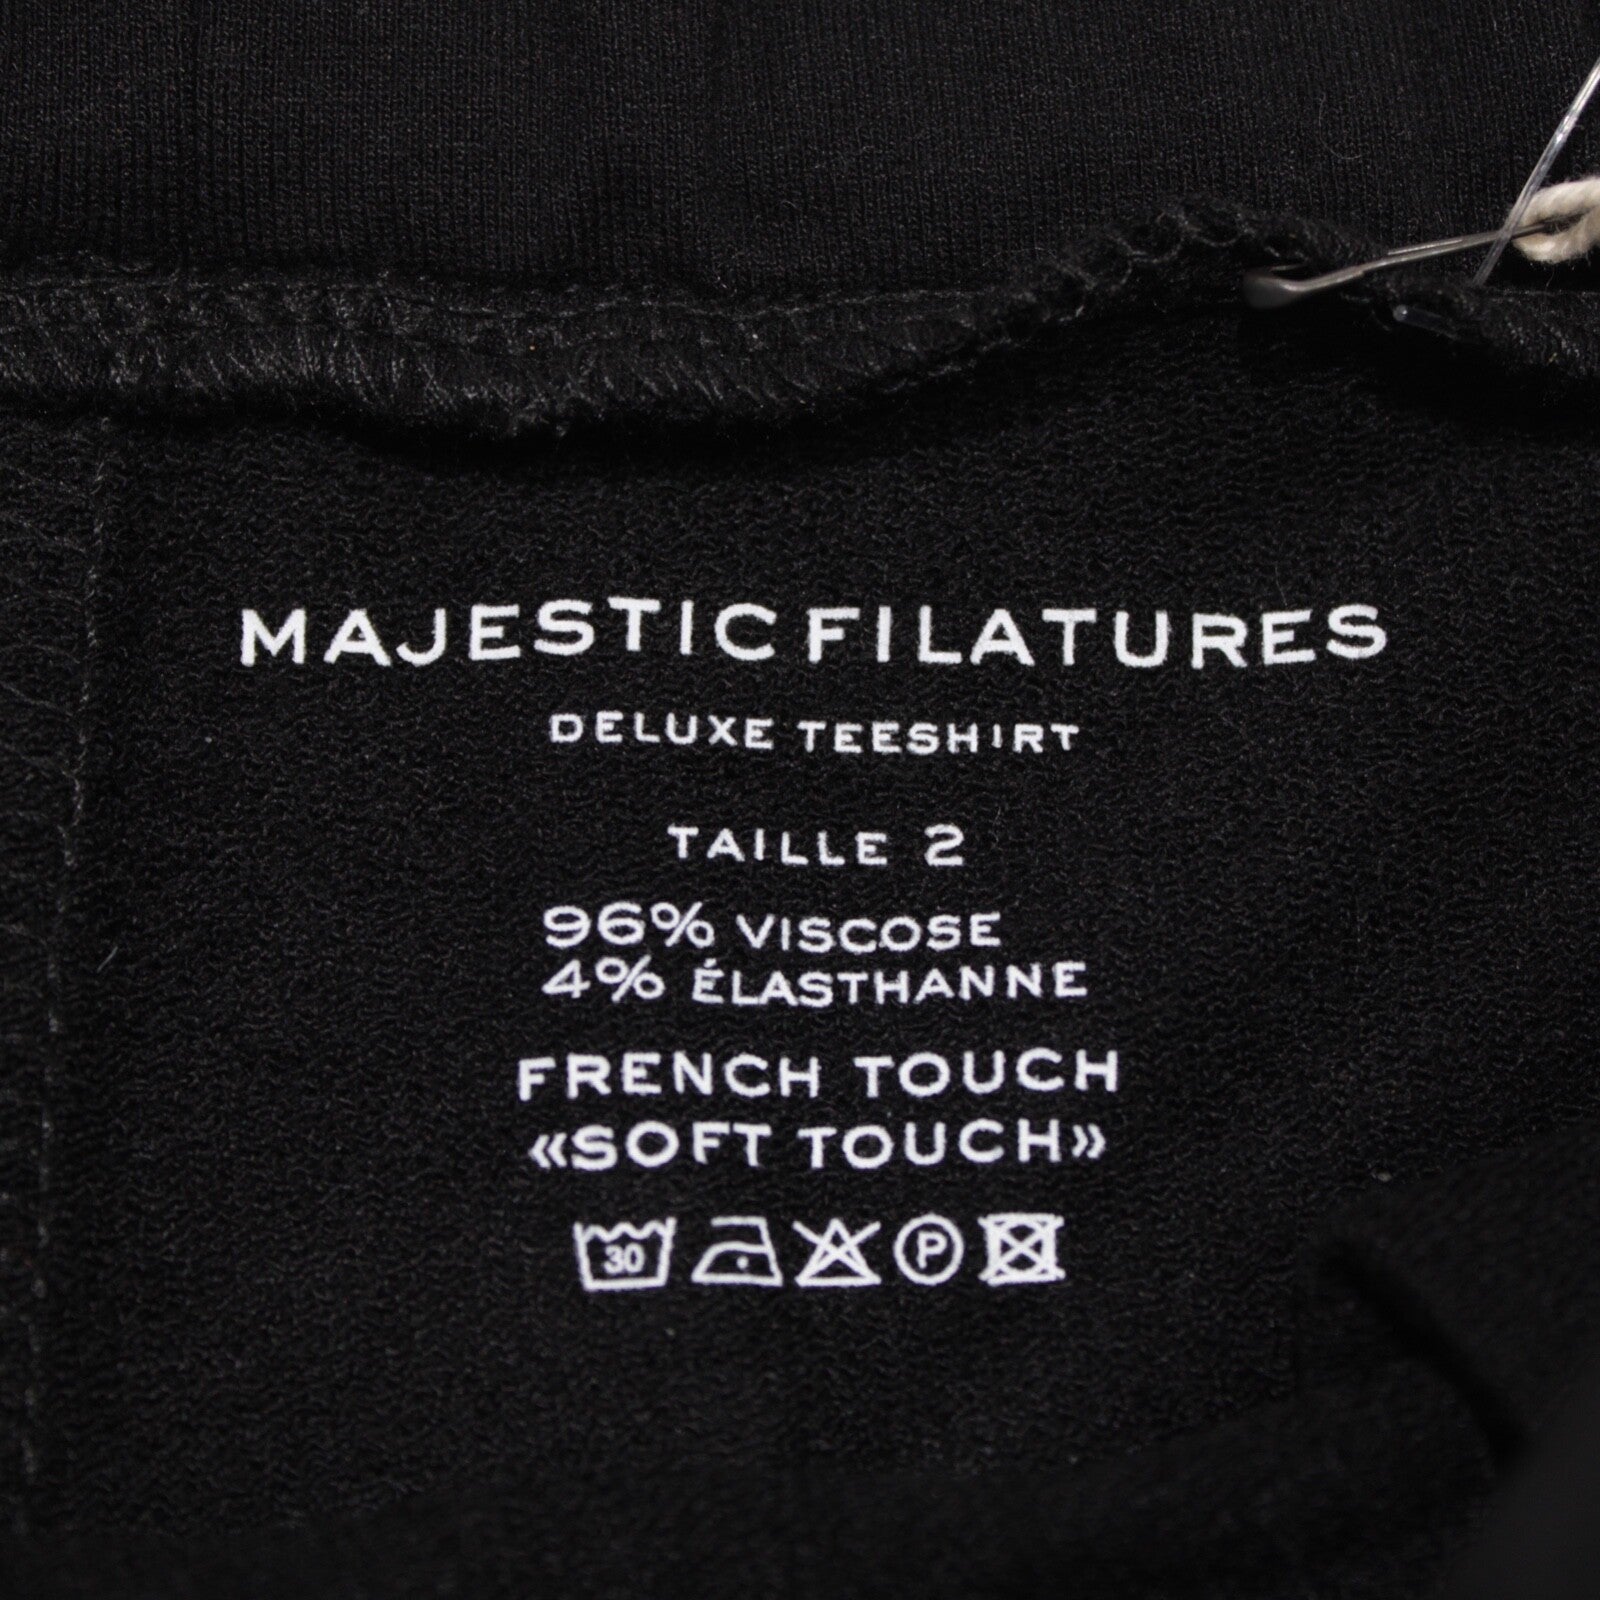 MAJESTIC FILATURES
DELUXE TEESHIRT
TAILLE 2
96% VISCOSE
4% ÉLASTHANNE
FRENCH TOUCH
«SOFT TOUCH»
30 P